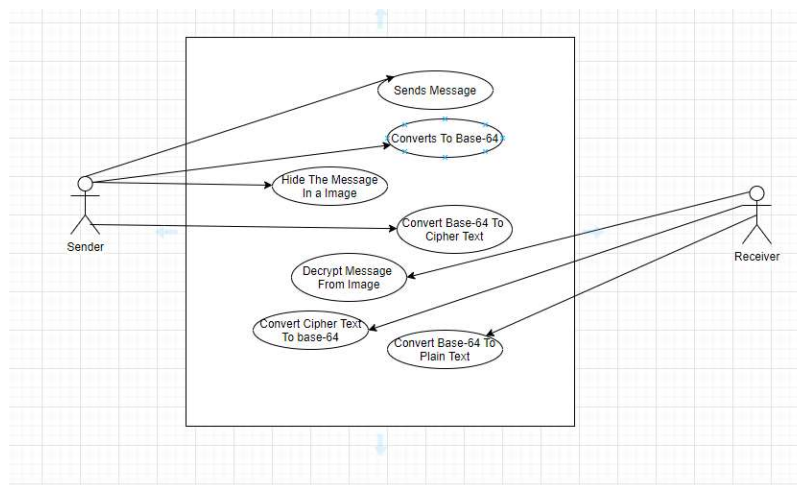 Sends Message
Converts To Base-64
Hide The Message
In a Image
Sender
Convert Base-64 To
Cipher Text
Receiver
Decrypt Message
From Image
Convert Cipher Text
To base-64
Convert Base-64 To
Plain Text